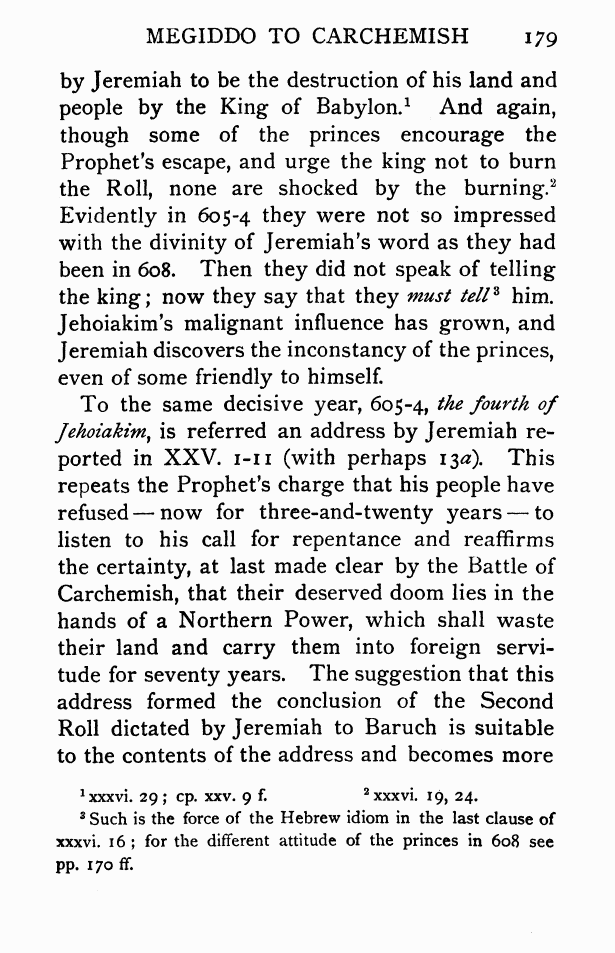 MEGIDDO TO CARCHEMISH 179
by Jeremiah to be the destruction of his land and
people by the King of Babylon.¹ And again,
though some of the princes encourage the
Prophet's escape, and urge the king not to burn
the Roll, none are shocked by the burning.²
Evidently in 605-4 they were not so impressed
with the divinity of Jeremiah's word as they had
been in 608. Then they did not speak of telling
the king; now they say that they must tell³ him.
Jehoiakim's malignant influence has grown, and
Jeremiah discovers the inconstancy of the princes,
even of some friendly to himself.
To the same decisive year, 605-4, the fourth of
Jehoiakim, is referred an address by Jeremiah re-
ported in XXV. 1-11 (with perhaps 13a). This
repeats the Prophet's charge that his people have
refused — now for three-and-twenty years — to
listen to his call for repentance and reaffirms
the certainty, at last made clear by the Battle of
Carchemish, that their deserved doom lies in the
hands of a Northern Power, which shall waste
their land and carry them into foreign servi-
tude for seventy years. The suggestion that this
address formed the conclusion of the Second
Roll dictated by Jeremiah to Baruch is suitable
to the contents of the address and becomes more
¹ xxxvi. 29; cp. xxv. 9 f. ² xxxvi. 19, 24.
³ Such is the force of the Hebrew idiom in the last clause of
xxxvi. 16; for the different attitude of the princes in 608 see
pp. 170 ff.